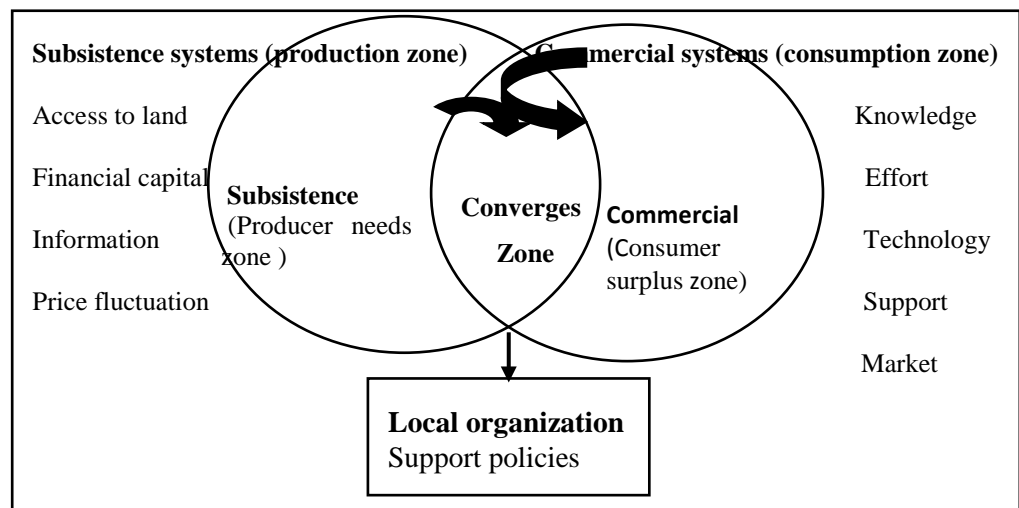 Subsistence systems (production zone)
Commercial systems (consumption zone)
Access to land
Financial capital
Information
Price fluctuation
Subsistence
(Producer needs
zone )
Converges
Zone
Commercial
(Consumer
surplus zone)
Knowledge
Effort
Technology
Support
Market
Local organization
Support policies